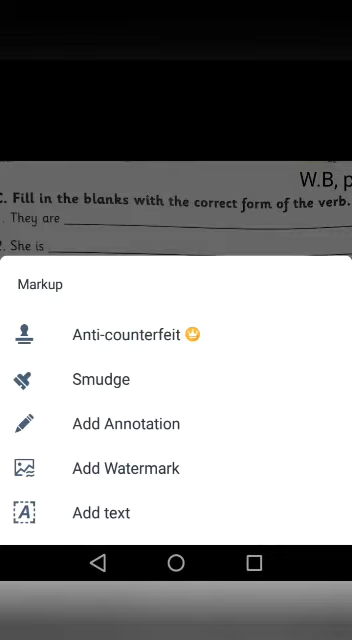 W.B, p
C. Fill in the blanks with the correct form of the verb.
. They are
2. She is
Markup
Anti-counterfeit
Smudge
Add Annotation
Add Watermark
A
Add text